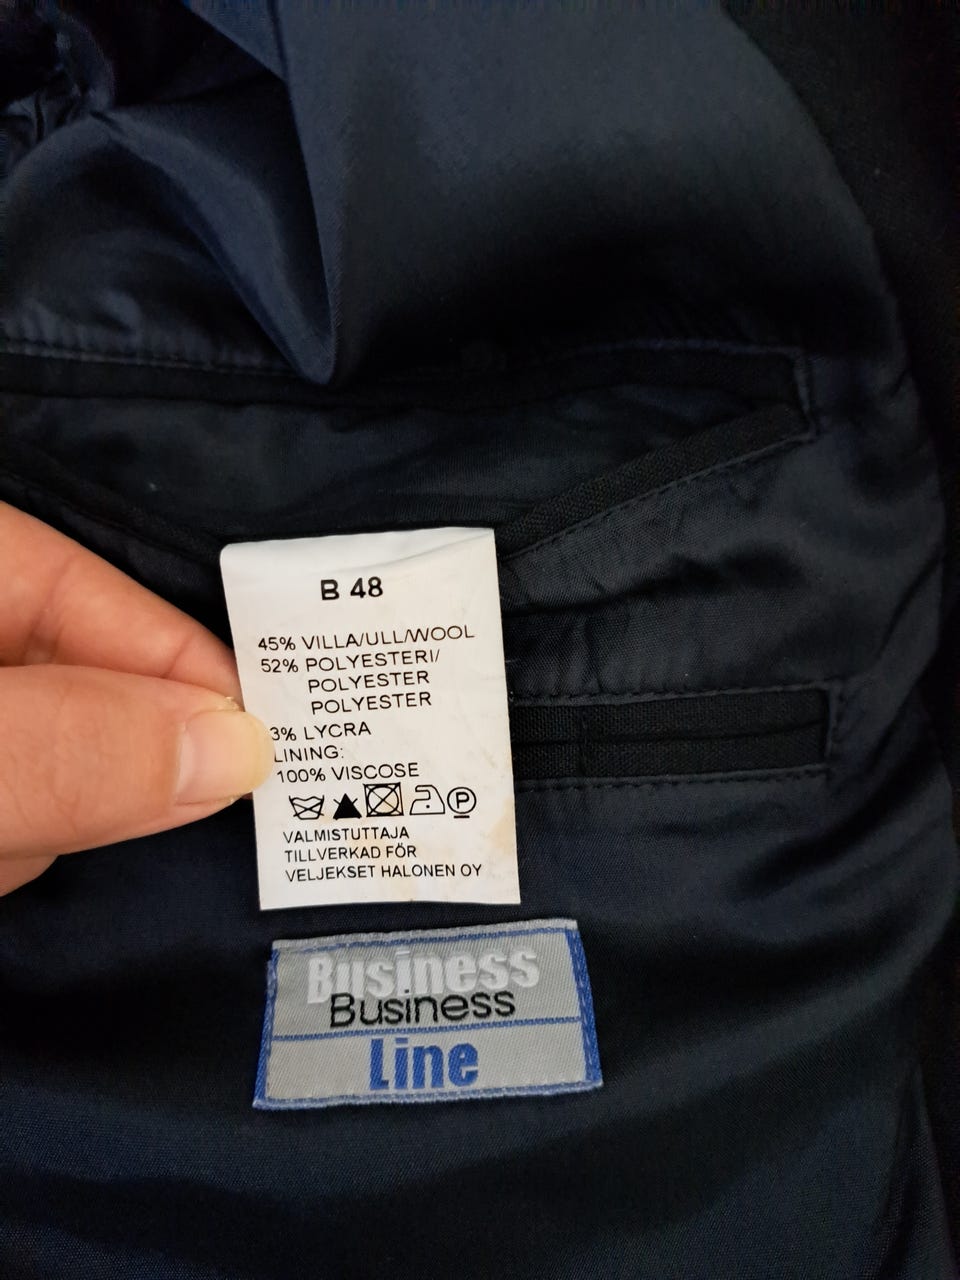 B 48
45% VILLA/ULL/WOOL
52% POLYESTERI/
POLYESTER
POLYESTER
3% LYCRA
LINING:
100% VISCOSE
P
VALMISTUTTAJA
TILLVERKAD FÖR
VELJEKSET HALONEN OY
Business
Business
Line